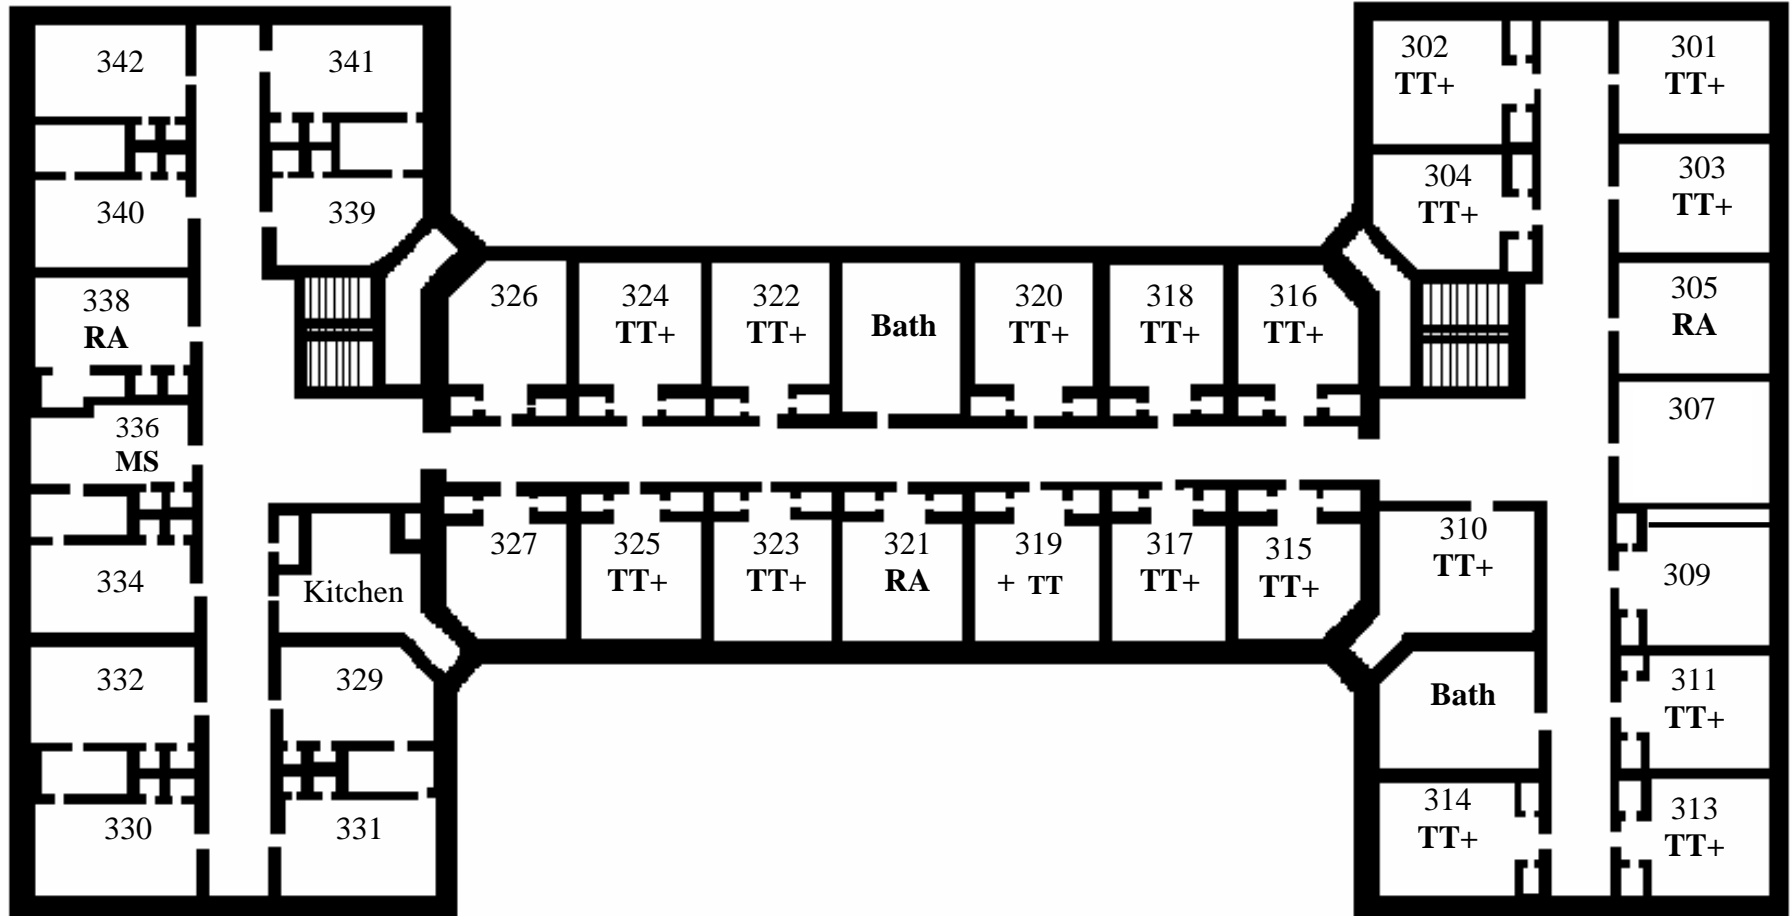 342
341
340
339
338
RA
336
MS
334
Kitchen
332
329
330
331
326
324
TT+
322
TT+
Bath
320
TT+
318
TT+
316
TT+
327
325
TT+
323
TT+
321
RA
319
+ TT
317
TT+
315
TT+
302
TT+
301
TT+
304
TT+
303
TT+
305
RA
307
310
TT+
309
Bath
311
TT+
314
TT+
313
TT+